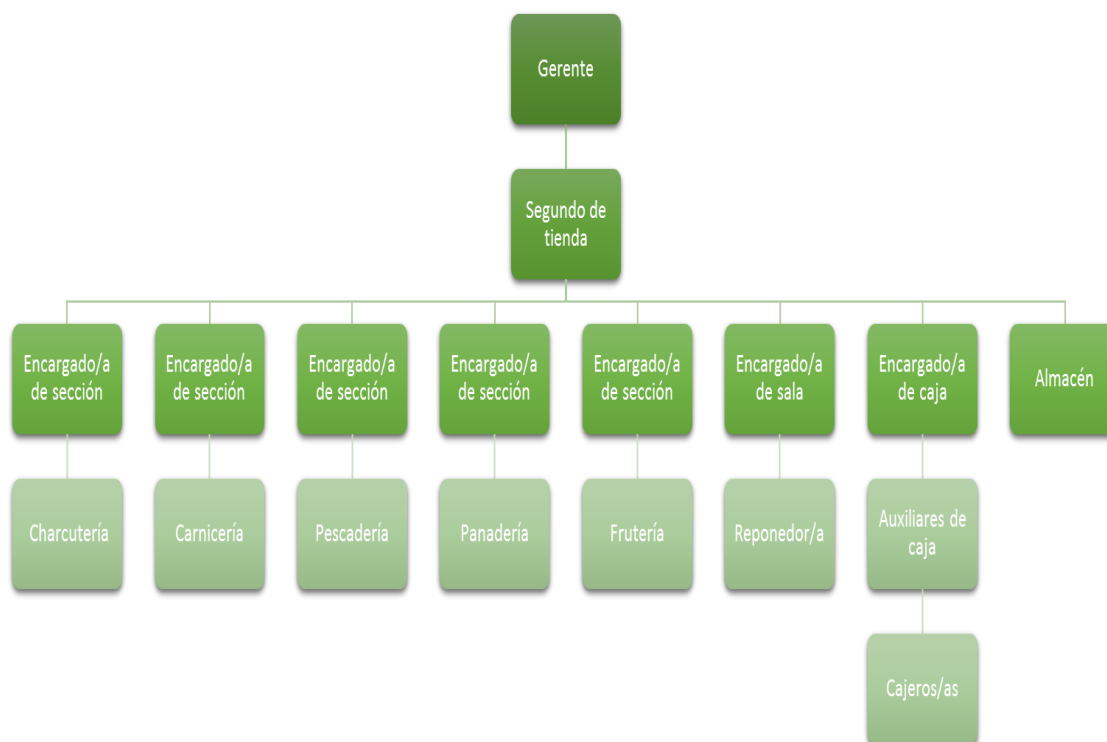 Gerente
Segundo de
tienda
Encargado/a
de sección
Encargado/a
de sección
Encargado/a
de sección
Encargado/a
de sección
Encargado/a
de sección
Encargado/a
de sala
Encargado/a
de caja
Almacén
Charcutería
Carnicería
Pescadería
Panadería
Frutería
Reponedor/a
Auxiliares de
caja
Cajeros/as